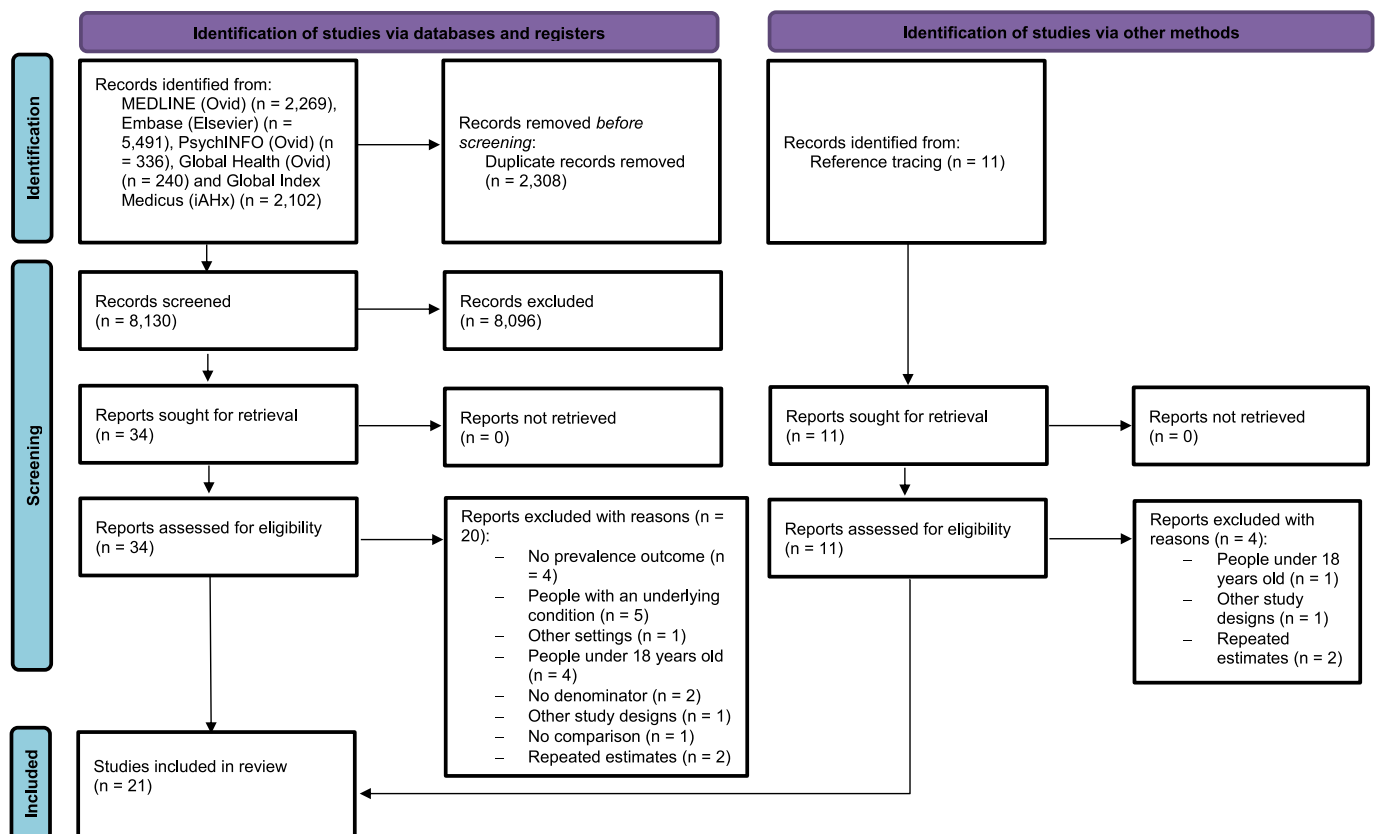 Identification of studies via databases and registers
Identification of studies via other methods
Identification
Records identified from:
MEDLINE (Ovid) (n = 2,269),
Embase (Elsevier) (n =
5,491), PsychINFO (Ovid) (n
= 336), Global Health (Ovid)
(n = 240) and Global Index
Medicus (iAHx) (n = 2,102)
Records removed before
screening:
Duplicate records removed
(n = 2,308)
Records identified from:
Reference tracing (n = 11)
Screening
Records screened
(n = 8,130)
Records excluded
(n = 8,096)
Reports sought for retrieval
(n = 34)
Reports not retrieved
(n = 0)
Reports sought for retrieval
(n = 11)
Reports not retrieved
(n = 0)
Reports assessed for eligibility
(n = 34)
Reports excluded with reasons (n =
20):
– No prevalence outcome (n
= 4)
– People with an underlying
condition (n = 5)
– Other settings (n = 1)
– People under 18 years old
(n = 4)
– No denominator (n = 2)
– Other study designs (n = 1)
– No comparison (n = 1)
– Repeated estimates (n = 2)
Reports assessed for eligibility
(n = 11)
Reports excluded with
reasons (n = 4):
– People under 18
years old (n = 1)
– Other study
designs (n = 1)
– Repeated
estimates (n = 2)
Included
Studies included in review
(n = 21)